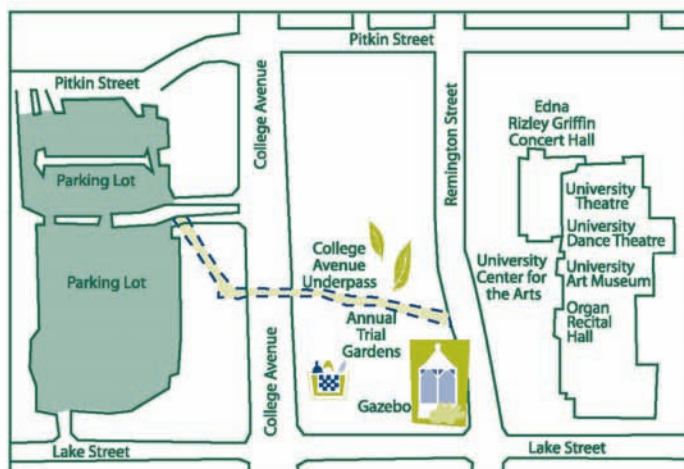 Pitkin Street
Pitkin Street
College Avenue
Remington Street
Edna
Rizley Griffin
Concert Hall
Parking Lot
University
Theatre
University
Dance Theatre
College
Avenue
Underpass
University
Center for
the Arts
University
Art Museum
Parking Lot
Annual
Trial
Gardens
Organ
Recital
Hall
College Avenue
Gazebo
Lake Street
Lake Street